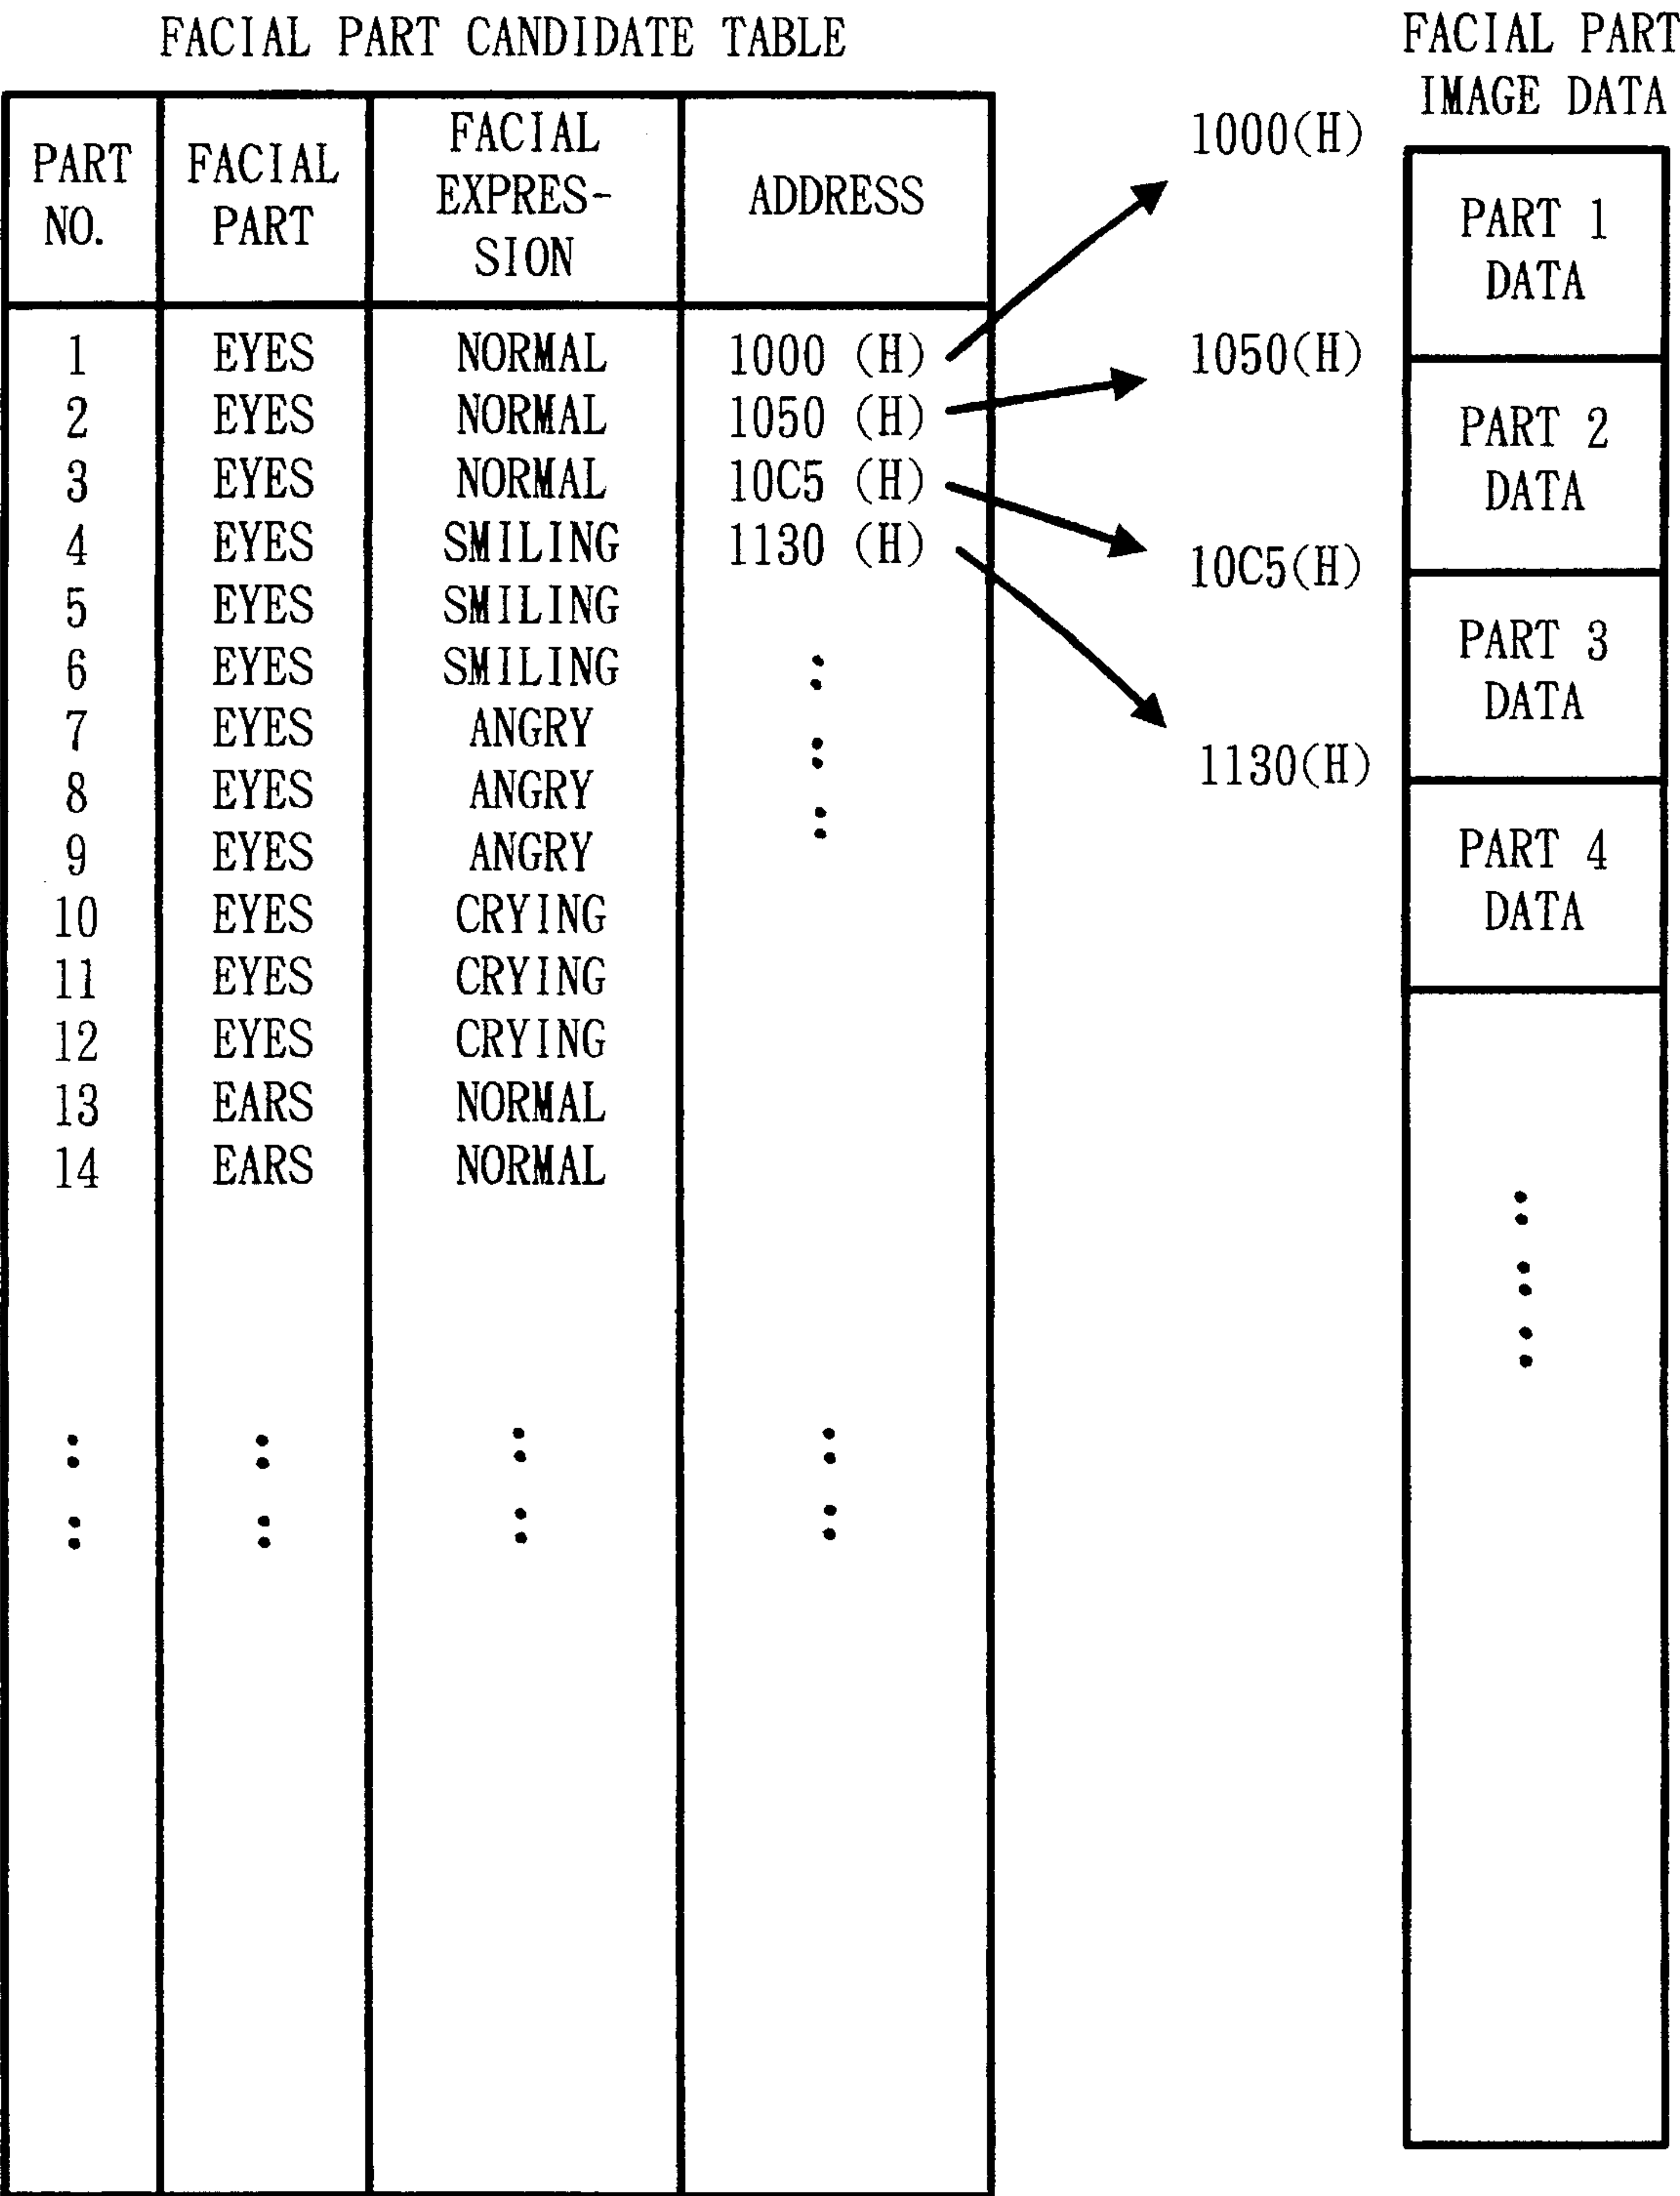 FACIAL PART CANDIDATE TABLE
PART NO. FACIAL PART FACIAL EXPRES- SION ADDRESS
1 EYES NORMAL 1000 (H)
2 EYES NORMAL 1050 (H)
3 EYES NORMAL 10C5 (H)
4 EYES SMILING 1130 (H)
5 EYES SMILING
6 EYES SMILING
7 EYES ANGRY
8 EYES ANGRY
9 EYES ANGRY
10 EYES CRYING
11 EYES CRYING
12 EYES CRYING
13 EARS NORMAL
14 EARS NORMAL
FACIAL PART
IMAGE DATA
1000(H)
PART 1
DATA
1050(H)
PART 2
DATA
10C5(H)
PART 3
DATA
1130(H)
PART 4
DATA